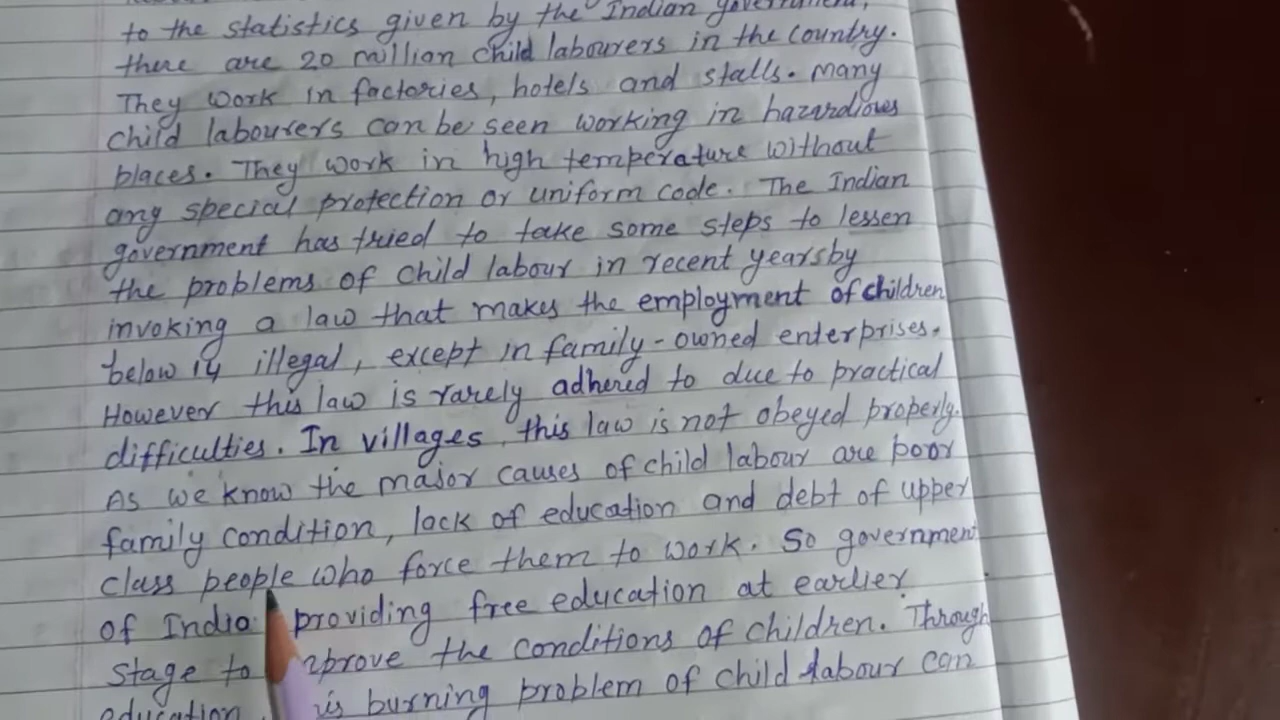 to the statistics given by the Indian government,
there are 20 million child labourers in the country.
They work in factories, hotels and stalls. Many
child labourers can be seen working in hazardious
places. They work in high temperature without
any special protection or uniform code. The Indian
government has tried to take some steps to lessen
the problems of child labour in recent years by
invoking a law that makes the employment of children
below 14 illegal, except in family-owned enterprises.
However this law is rarely adhered to due to practical
difficulties. In villages, this law is not obeyed properly.
As we know the major causes of child labour are poor
family condition, lack of education and debt of upper
class people who force them to work. So government
of India providing free education at earlier
stage to improve the conditions of children. Through
education is burning problem of child labour can